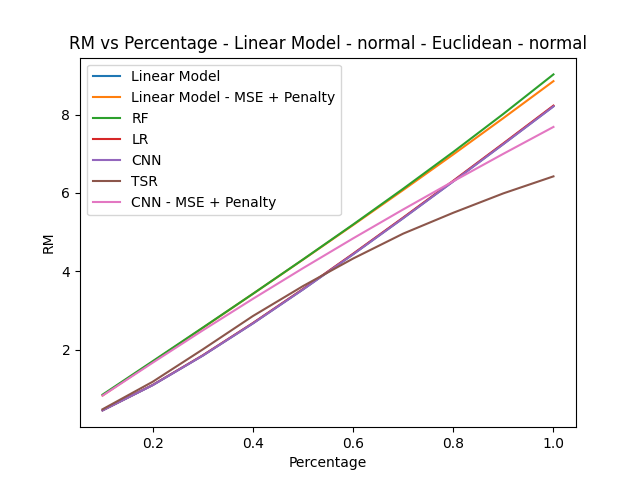 RM vs Percentage - Linear Model - normal - Euclidean - normal
Linear Model
Linear Model - MSE + Penalty
RF
LR
CNN
TSR
CNN - MSE + Penalty
8
6
4
2
RM
0.2
0.4
0.6
0.8
1.0
Percentage